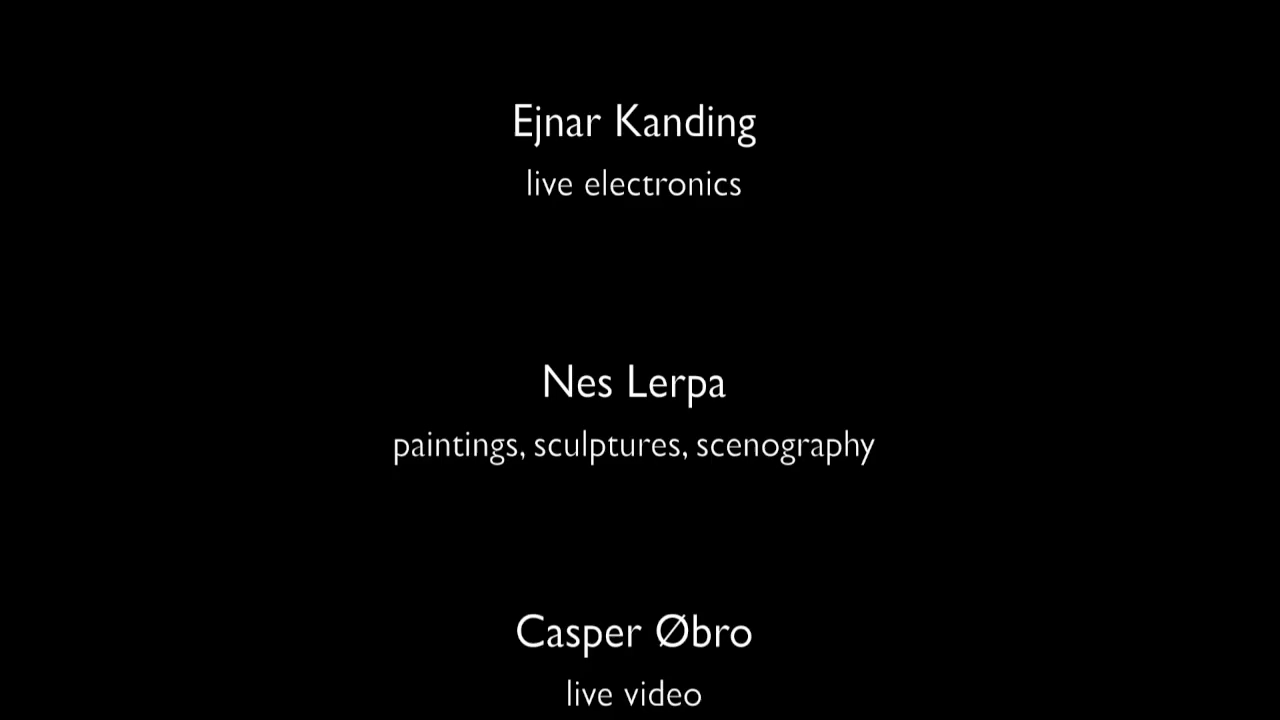 Ejnar Kanding
live electronics
Nes Lerpa
paintings, sculptures, scenography
Casper Øbro
live video